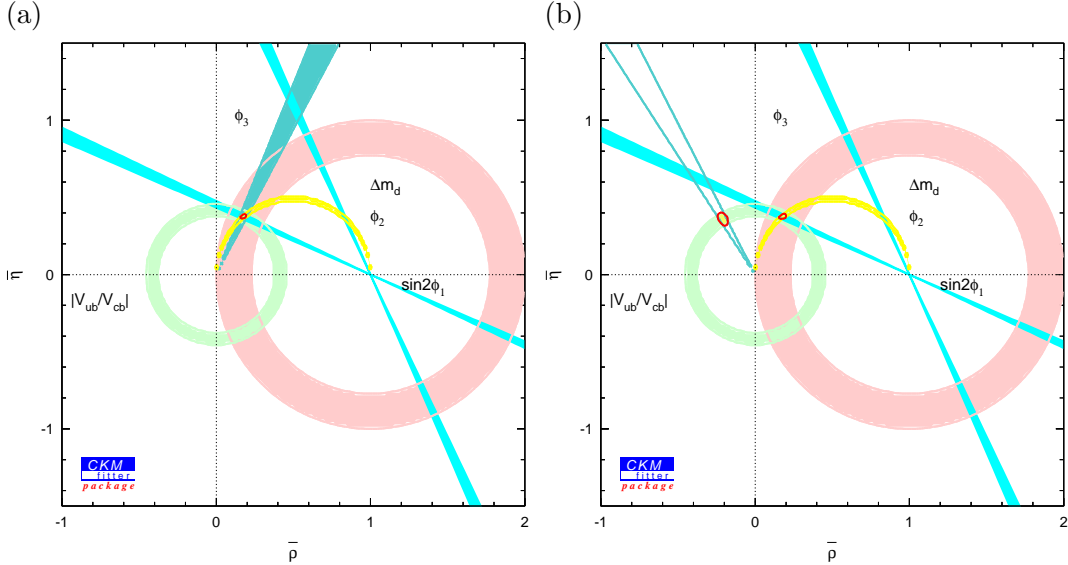 (a)
(b)
ϕ3
Δmd
ϕ2
sin2ϕ1
|Vub/Vcb|
CKM
fitter
package
1
0
-1
-1
0
1
2
η̅
ρ̅
ϕ3
Δmd
ϕ2
sin2ϕ1
|Vub/Vcb|
CKM
fitter
package
1
0
-1
-1
0
1
2
η̅
ρ̅